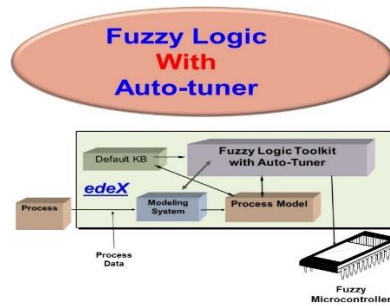 Fuzzy Logic
With
Auto-tuner
Fuzzy Logic Toolkit
with Auto-Tuner
Default KB
edeX
Process
Modeling
System
Process Model
Process
Data
Fuzzy
Microcontroller